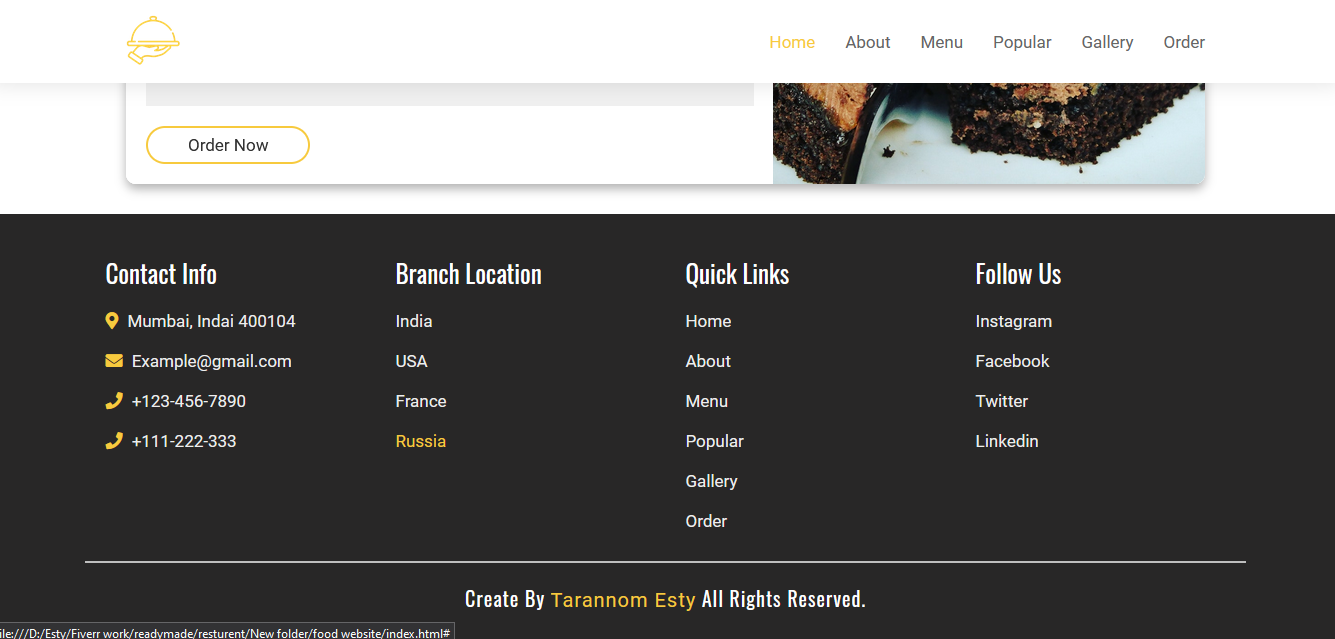 Home About Menu Popular Gallery Order
Order Now
Contact Info
Mumbai, Indai 400104
Example@gmail.com
+123-456-7890
+111-222-333
Branch Location
India
USA
France
Russia
Quick Links
Home
About
Menu
Popular
Gallery
Order
Follow Us
Instagram
Facebook
Twitter
Linkedin
Create By Tarannom Esty All Rights Reserved.
ile:///D:/Esty/Fiverr work/readymade/resturent/New folder/food website/index.html#